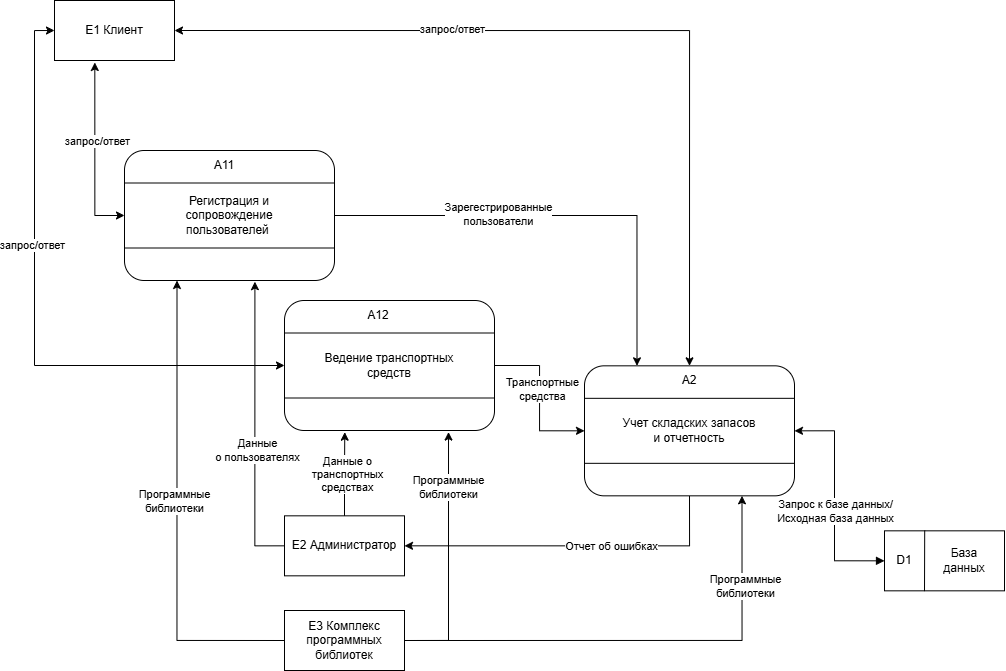 E1 Клиент
запрос/ответ
запрос/ответ
A11
Регистрация и
сопровождение
пользователей
Зарегестрированные
пользователи
запрос/ответ
A12
Ведение транспортных
средств
A2
Транспортные
средства
Учет складских запасов
и отчетность
Данные
о пользователях
Данные о
транспортных
средствах
Программные
библиотеки
Программные
библиотеки
Запрос к базе данных/
Исходная база данных
E2 Администратор
Отчет об ошибках
D1
База
данных
Программные
библиотеки
E3 Комплекс
программных
библиотек